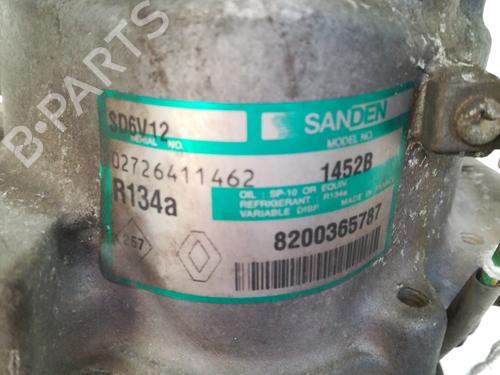 B-PARTS
SD6V12
SANDEN
SERIAL NO.
MODEL NO.
02726411462
1452B
R134a
OIL : SP-10 OR EQUIV.
REFRIGERANT : R134a
VARIABLE DISP. MADE IN FRANCE
K 257
8200365787